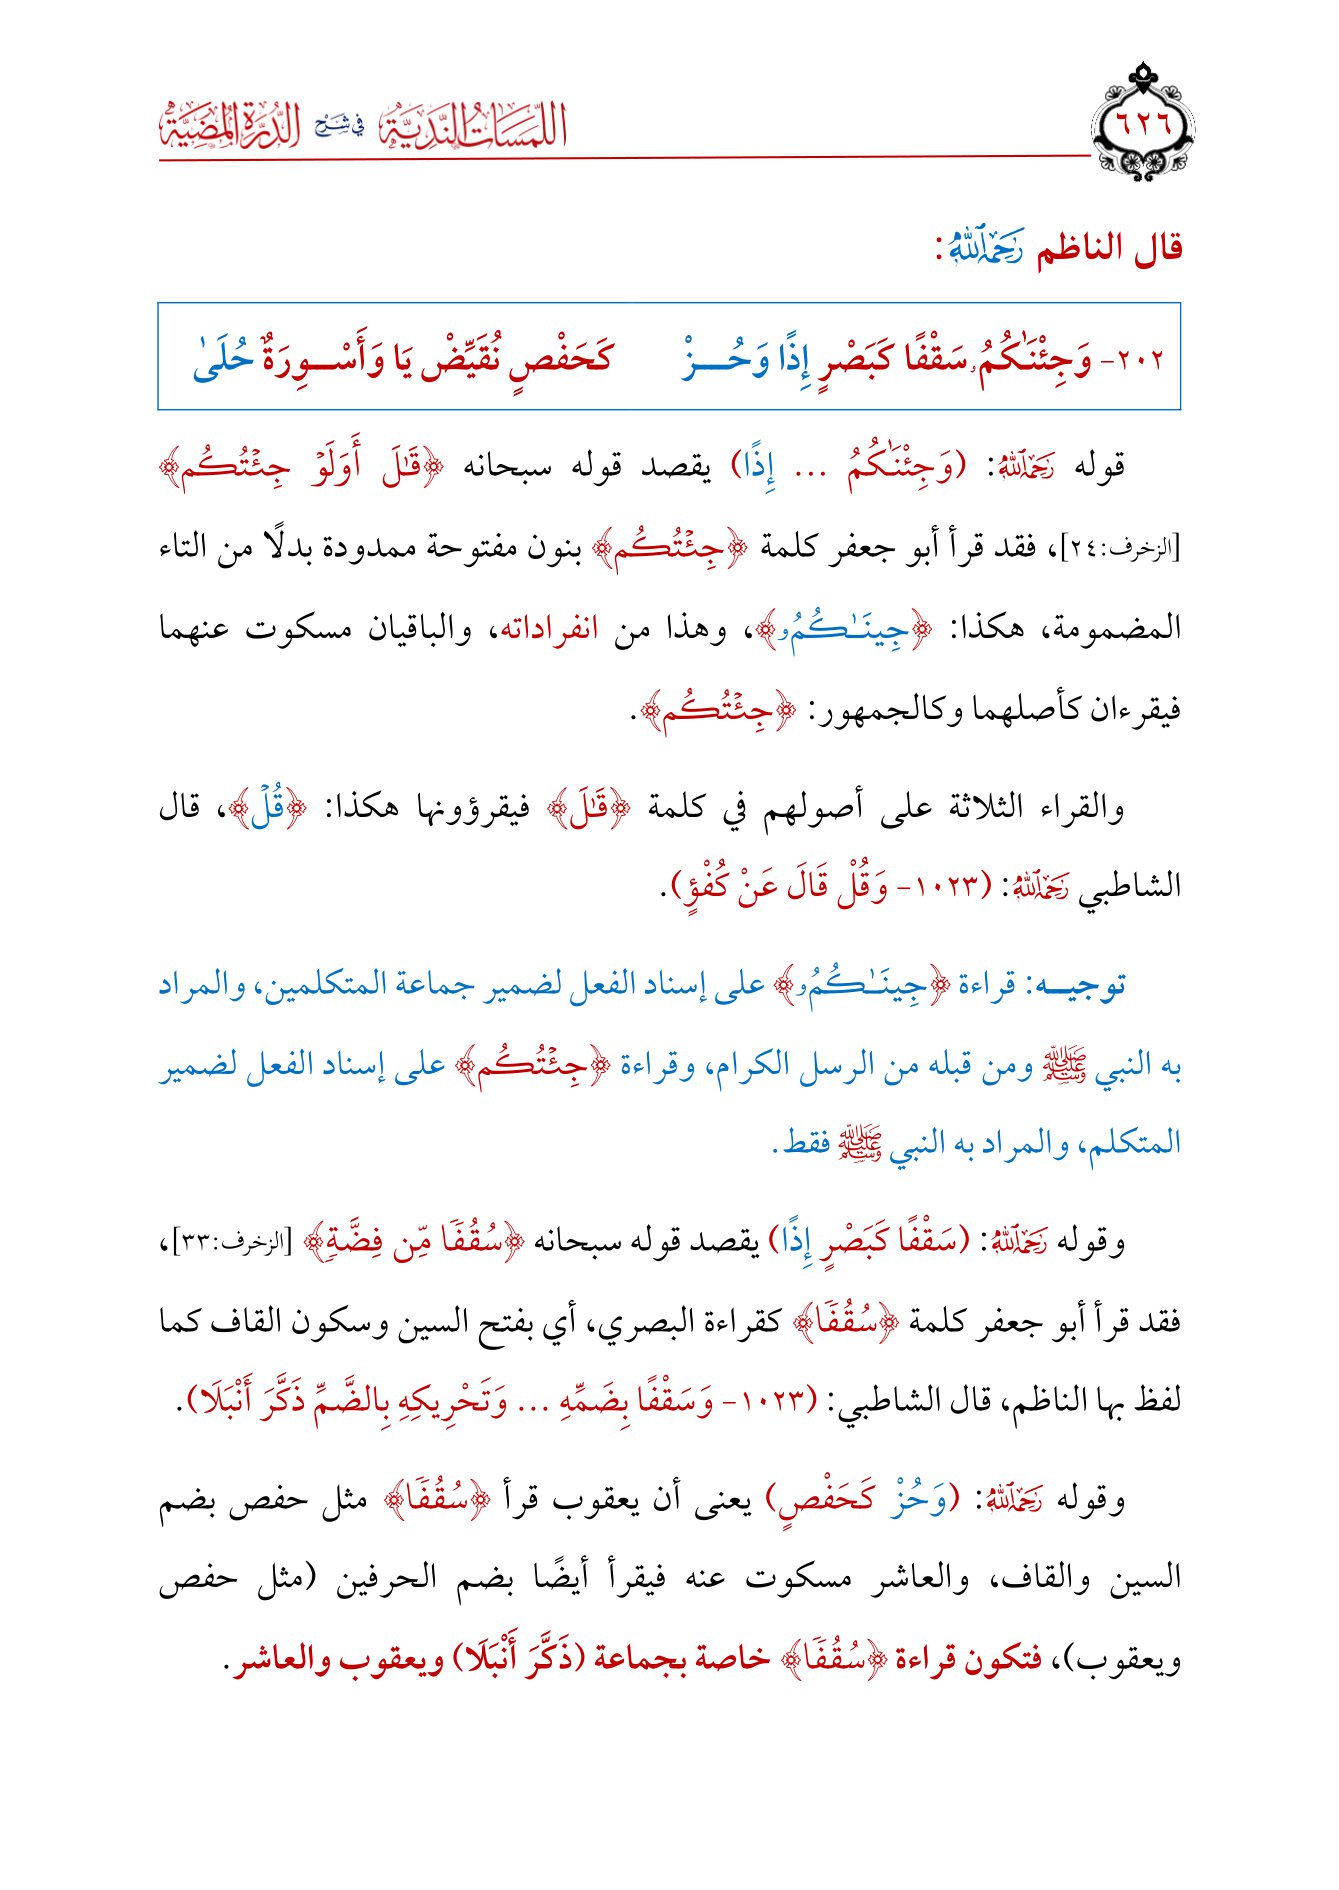 ٦٢٦
اللمسات الندية في شرح الدرة المضية
قال الناظم رَحِمَهُ ٱللَّهُ:
٢٠٢- وَجِئْنَٰكُمُۥ سَقْفًا كَبَصْرٍ إِذًا وَحُـــزْ كَحَفْصٍ نُقَيِّضْ يَا وَأَسْـــوِرَةٌ حُلَىٰ
قوله رَحِمَهُ ٱللَّهُ: (وَجِئْنَٰكُمُ ... إِذًا) يقصد قوله سبحانه ﴿قَٰلَ أَوَلَوۡ جِئۡتُكُم﴾
[الزخرف:٢٤]، فقد قرأ أبو جعفر كلمة ﴿جِئۡتُكُم﴾ بنون مفتوحة ممدودة بدلًا من التاء
المضمومة، هكذا: ﴿جِينَٰكُمُۥ﴾، وهذا من انفراداته، والباقيان مسكوت عنهما
فيقرءان كأصلهما وكالجمهور: ﴿جِئۡتُكُم﴾.
والقراء الثلاثة على أصولهم في كلمة ﴿قَٰلَ﴾ فيقرؤونها هكذا: ﴿قُلۡ﴾، قال
الشاطبي رَحِمَهُ ٱللَّهُ: (١٠٢٣- وَقُلْ قَالَ عَنْ كُفْؤٍ).
توجيـــه: قراءة ﴿جِينَٰكُمُۥ﴾ على إسناد الفعل لضمير جماعة المتكلمين، والمراد
به النبي ﷺ ومن قبله من الرسل الكرام، وقراءة ﴿جِئۡتُكُم﴾ على إسناد الفعل لضمير
المتكلم، والمراد به النبي ﷺ فقط.
وقوله رَحِمَهُ ٱللَّهُ: (سَقْفًا كَبَصْرٍ إِذًا) يقصد قوله سبحانه ﴿سُقُفٗا مِّن فِضَّةٖ﴾ [الزخرف:٣٣]،
فقد قرأ أبو جعفر كلمة ﴿سُقُفٗا﴾ كقراءة البصري، أي بفتح السين وسكون القاف كما
لفظ بها الناظم، قال الشاطبي: (١٠٢٣- وَسَقْفًا بِضَمِّهِ ... وَتَحْرِيكِهِ بِالضَّمِّ ذَكَّرَ أَنْبَلَا).
وقوله رَحِمَهُ ٱللَّهُ: (وَحُزْ كَحَفْصٍ) يعنى أن يعقوب قرأ ﴿سُقُفٗا﴾ مثل حفص بضم
السين والقاف، والعاشر مسكوت عنه فيقرأ أيضًا بضم الحرفين (مثل حفص
ويعقوب)، فتكون قراءة ﴿سُقُفٗا﴾ خاصة بجماعة (ذَكَّرَ أَنْبَلَا) ويعقوب والعاشر.